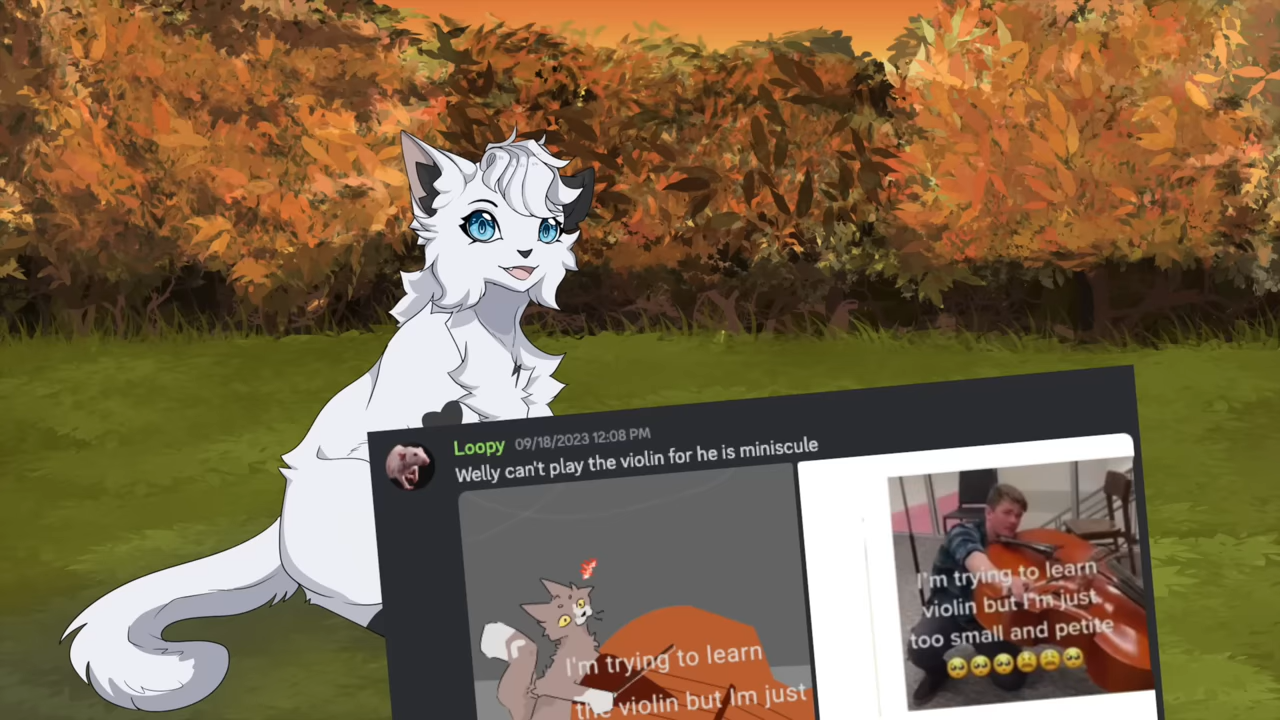 Loopy 09/18/2023 12:08 PM
Welly can't play the violin for he is miniscule
I'm trying to learn
the violin but Im just
I'm trying to learn
violin but I'm just
too small and petite
🥺🥺🥺😫😫🥺